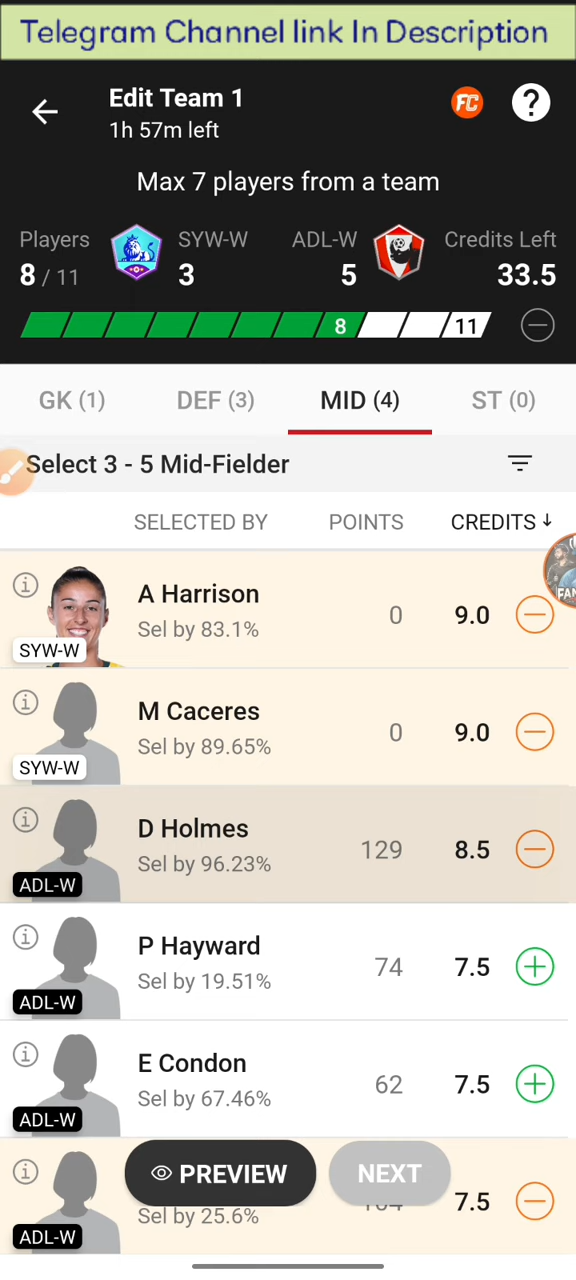 Telegram Channel link In Description
Edit Team 1
FC
?
1h 57m left
Max 7 players from a team
Players SYW-W ADL-W Credits Left
8 / 11 3 5 33.5
8 11
GK (1) DEF (3) MID (4) ST (0)
Select 3 - 5 Mid-Fielder
SELECTED BY POINTS CREDITS ↓
A Harrison
Sel by 83.1% 0 9.0
SYW-W
M Caceres
Sel by 89.65% 0 9.0
SYW-W
D Holmes
Sel by 96.23% 129 8.5
ADL-W
P Hayward
Sel by 19.51% 74 7.5
ADL-W
E Condon
Sel by 67.46% 62 7.5
ADL-W
PREVIEW NEXT
Sel by 25.6% 7.5
ADL-W